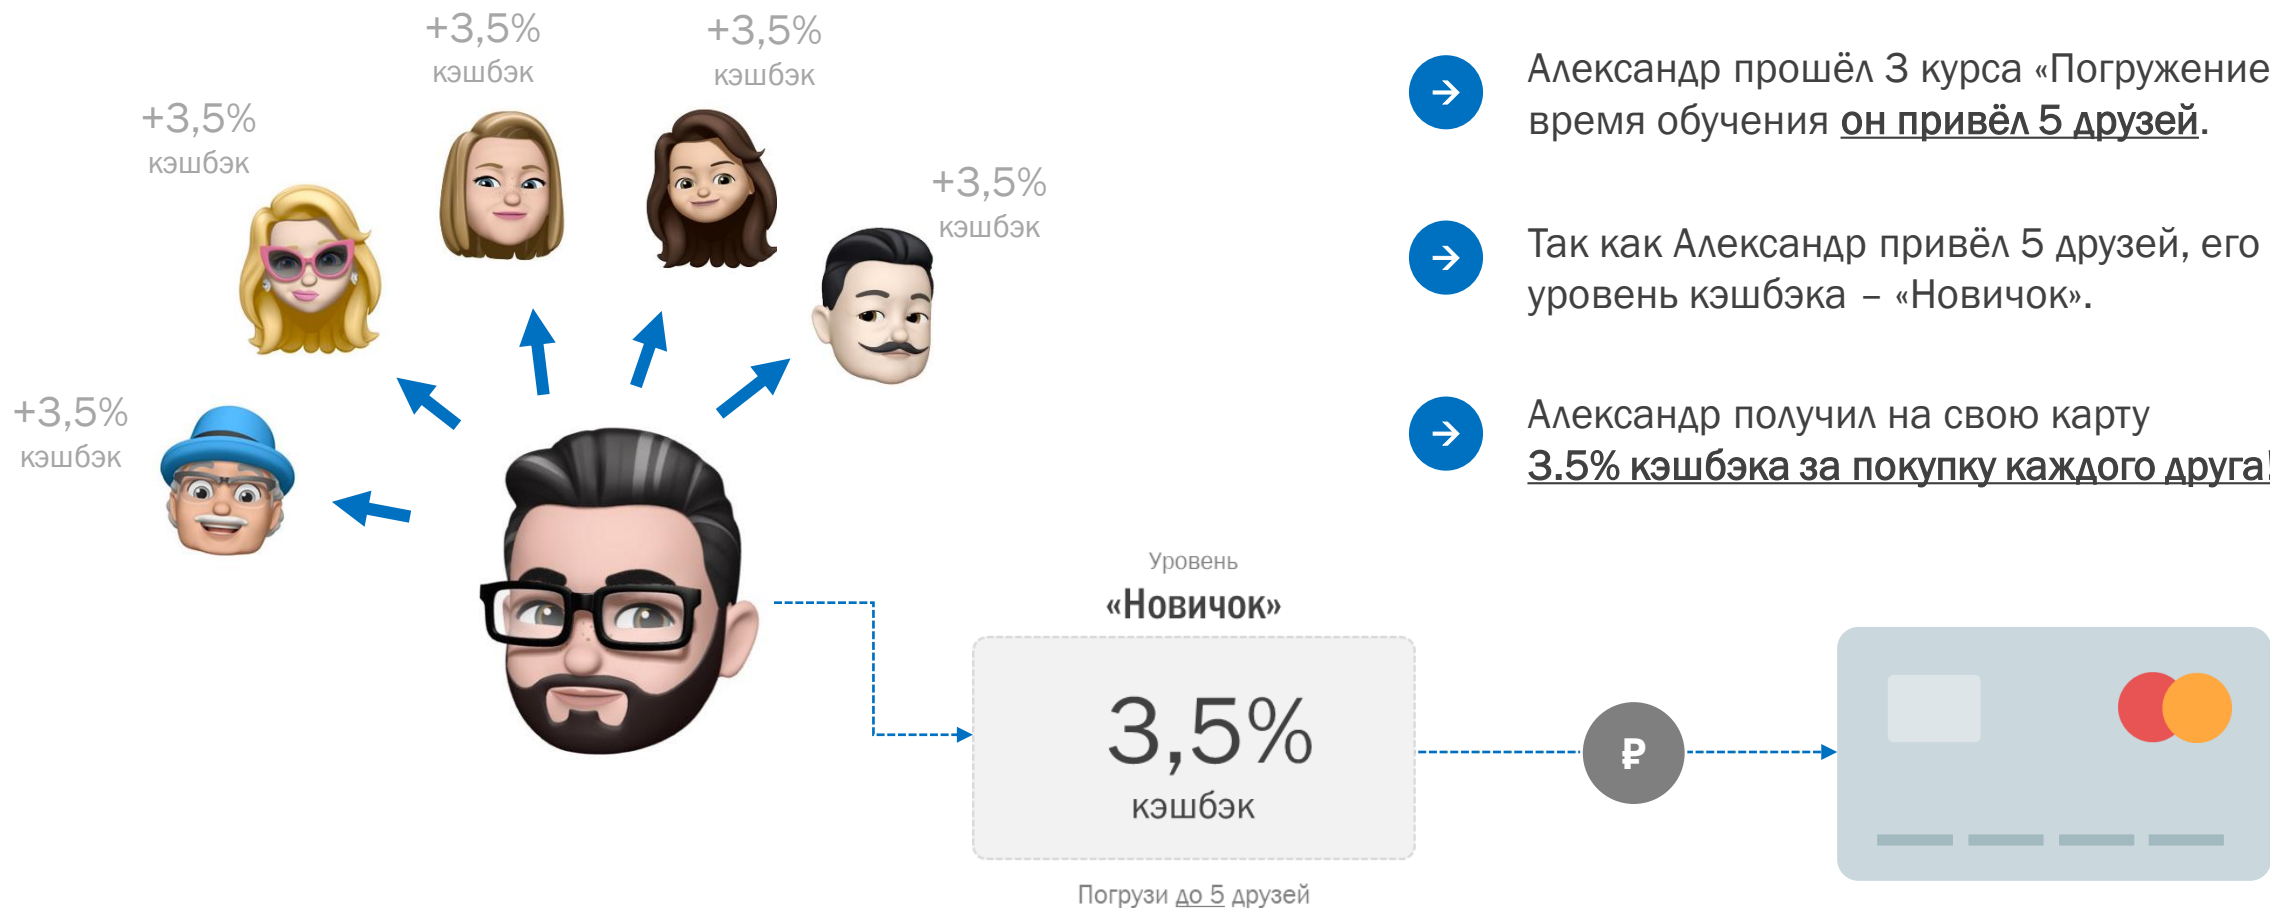 +3,5%
кэшбэк
+3,5%
кэшбэк
+3,5%
кэшбэк
+3,5%
кэшбэк
+3,5%
кэшбэк
Александр прошёл 3 курса «Погружение
время обучения он привёл 5 друзей.
Так как Александр привёл 5 друзей, его
уровень кэшбэка – «Новичок».
Александр получил на свою карту
3.5% кэшбэка за покупку каждого друга!
Уровень
«Новичок»
3,5%
кэшбэк
₽
Погрузи до 5 друзей